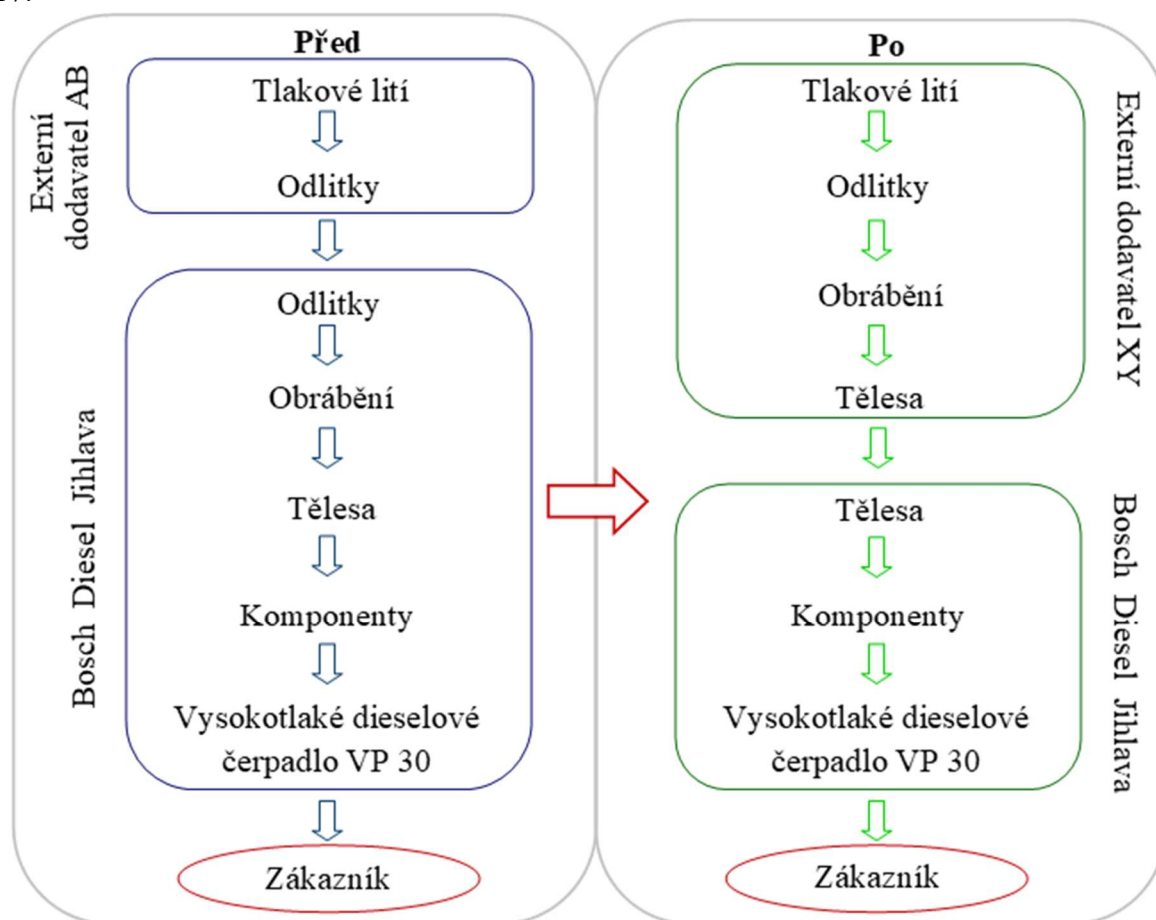 Před
Externí
dodavatel AB
Tlakové lití
Odlitky
Bosch Diesel Jihlava
Odlitky
Obrábění
Tělesa
Komponenty
Vysokotlaké dieselové
čerpadlo VP 30
Zákazník
Po
Tlakové lití
Odlitky
Obrábění
Tělesa
Externí dodavatel XY
Tělesa
Komponenty
Vysokotlaké dieselové
čerpadlo VP 30
Bosch Diesel Jihlava
Zákazník